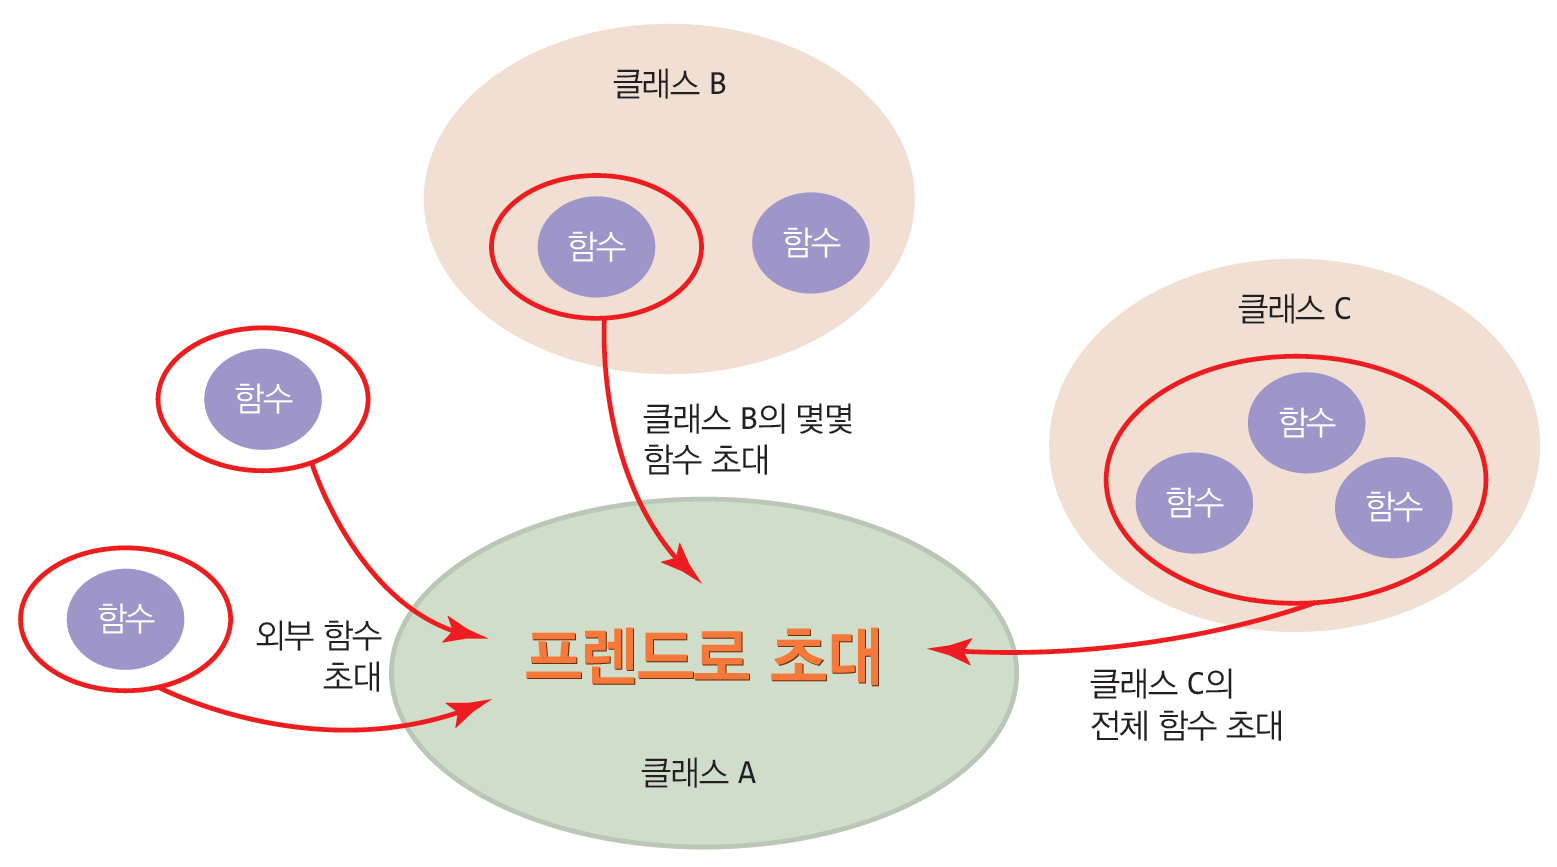 클래스 B
함수
함수
클래스 C
함수
함수
함수
함수
클래스 B의 몇몇
함수 초대
함수
외부 함수
초대
프렌드로 초대
클래스 C의
전체 함수 초대
클래스 A